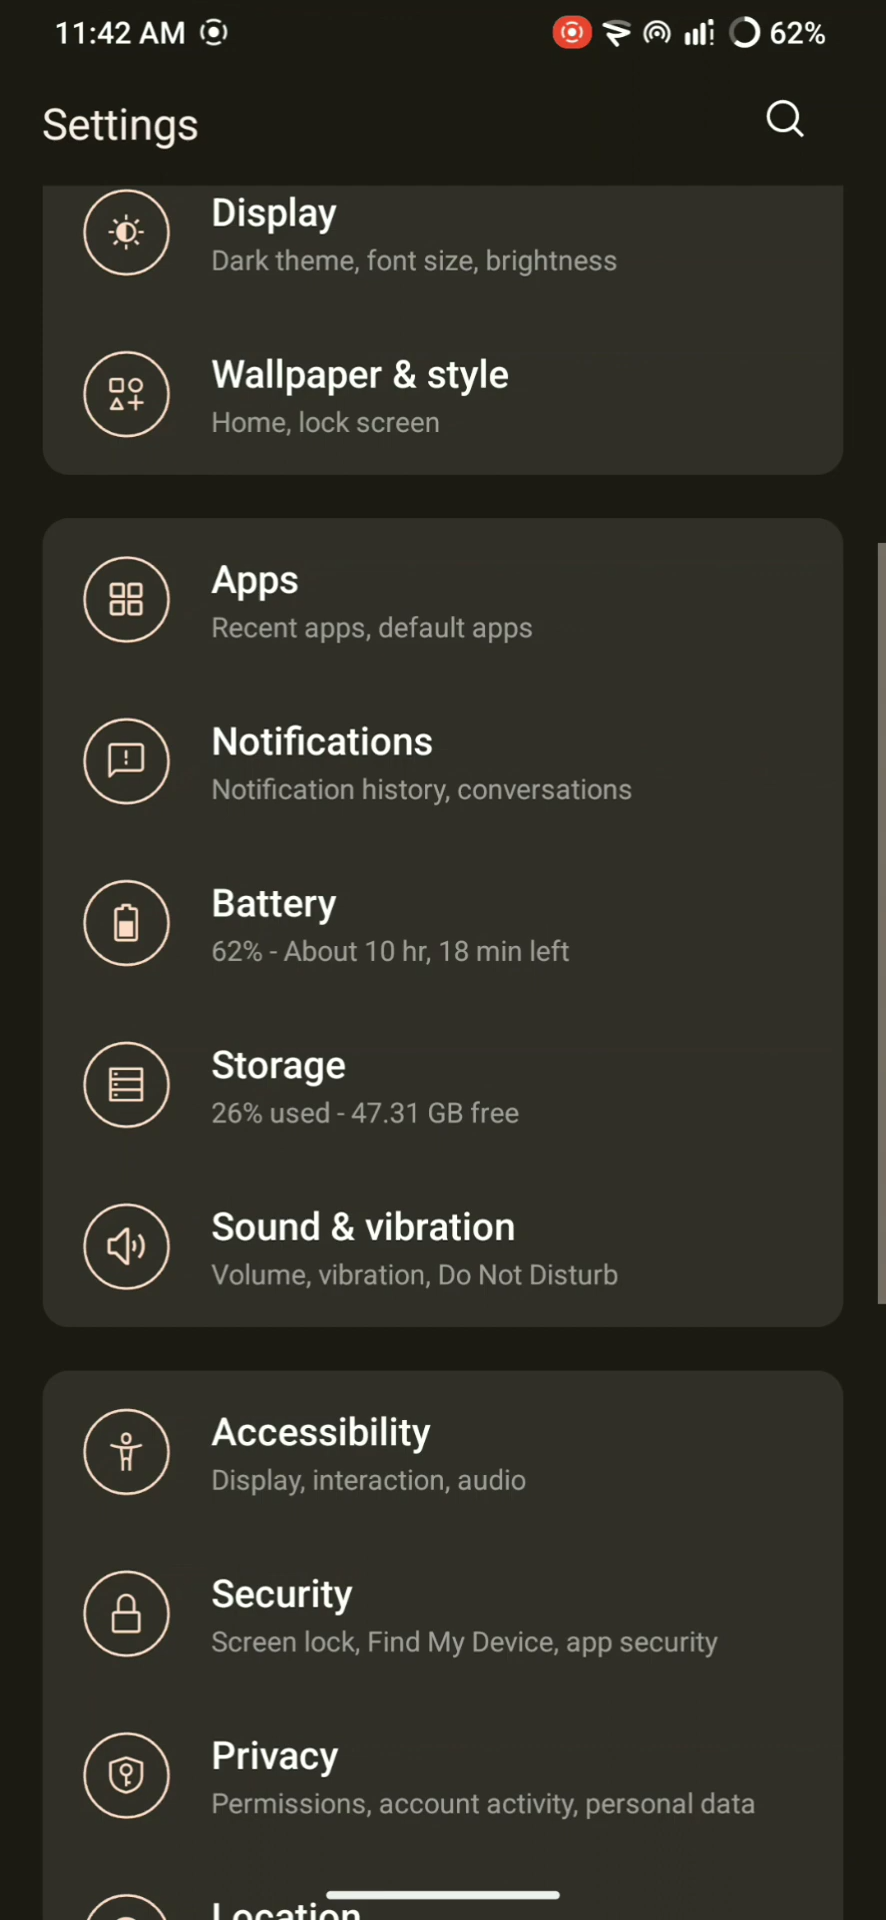 11:42 AM
62%
Settings
Display
Dark theme, font size, brightness
Wallpaper & style
Home, lock screen
Apps
Recent apps, default apps
Notifications
Notification history, conversations
Battery
62% - About 10 hr, 18 min left
Storage
26% used - 47.31 GB free
Sound & vibration
Volume, vibration, Do Not Disturb
Accessibility
Display, interaction, audio
Security
Screen lock, Find My Device, app security
Privacy
Permissions, account activity, personal data
Location